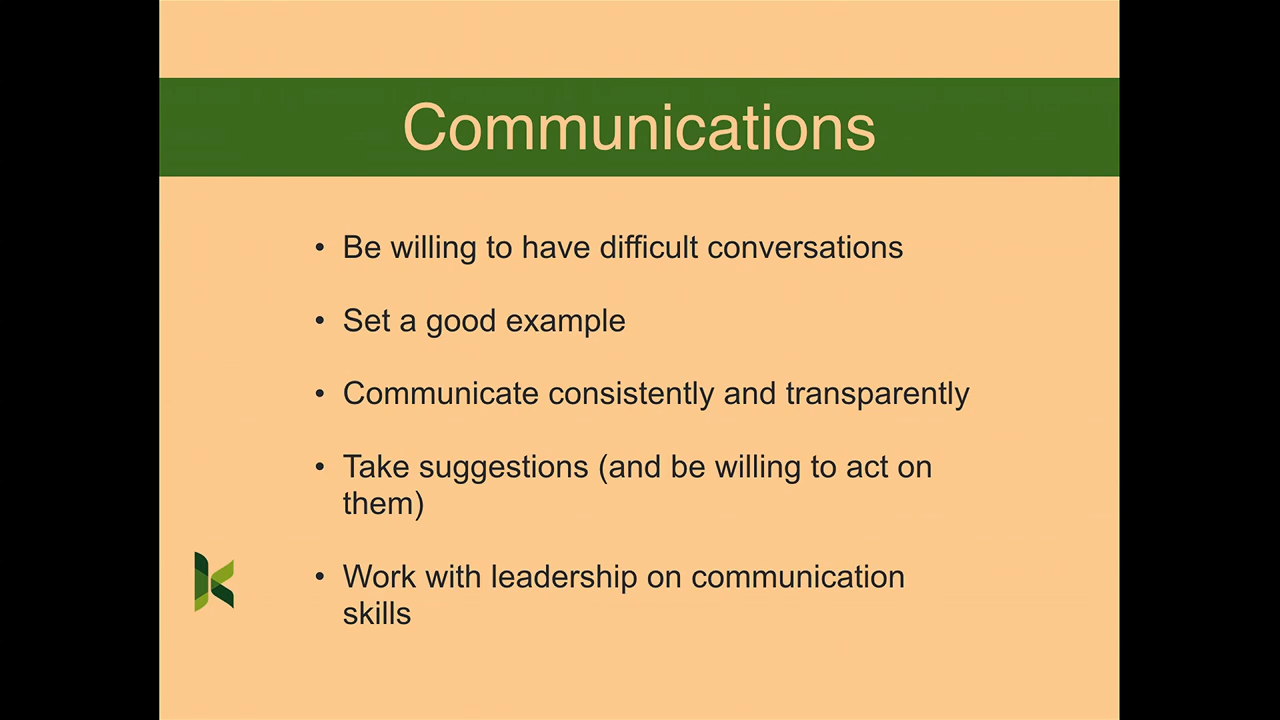 Communications
• Be willing to have difficult conversations
• Set a good example
• Communicate consistently and transparently
• Take suggestions (and be willing to act on
them)
• Work with leadership on communication
skills